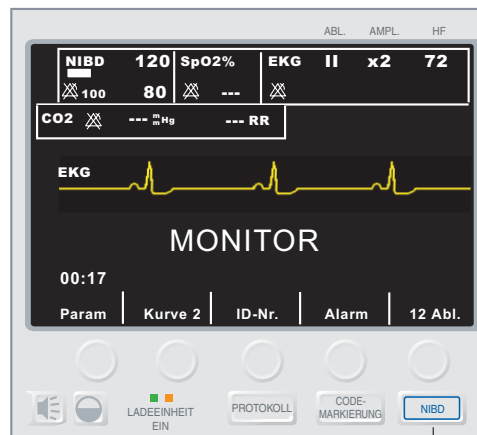 ABL. AMPL. HF
NIBD 120 SpO2% EKG II x2 72
100 80 ---
CO2 --- mmHg --- RR
EKG
MONITOR
00:17
Param Kurve 2 ID-Nr. Alarm 12 Abl.
LADEEINHEIT
EIN
PROTOKOLL
CODE-
MARKIERUNG
NIBD